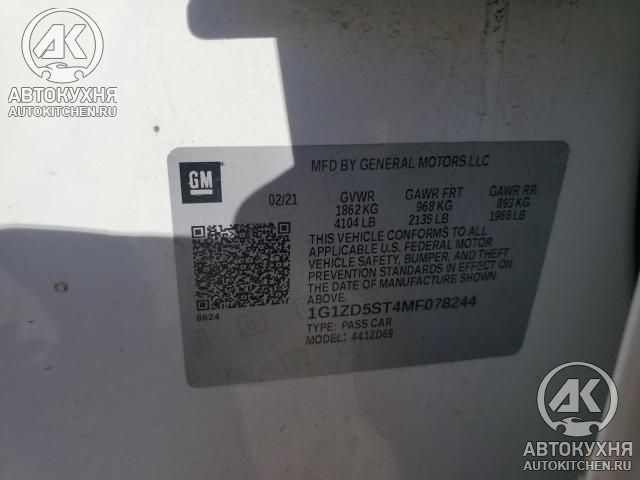 AK
АВТОКУХНЯ
AUTOKITCHEN.RU
GM
MFD BY GENERAL MOTORS LLC
02/21 GVWR GAWR FRT GAWR RR
1862 KG 968 KG 893 KG
4104 LB 2135 LB 1968 LB
THIS VEHICLE CONFORMS TO ALL
APPLICABLE U.S. FEDERAL MOTOR
VEHICLE SAFETY, BUMPER, AND THEFT
PREVENTION STANDARDS IN EFFECT
ON THE DATE OF MANUFACTURE SHOWN
ABOVE.
8624
1G1ZD5ST4MF078244
TYPE: PASS CAR
MODEL: 441ZD69
AK
АВТОКУХНЯ
AUTOKITCHEN.RU